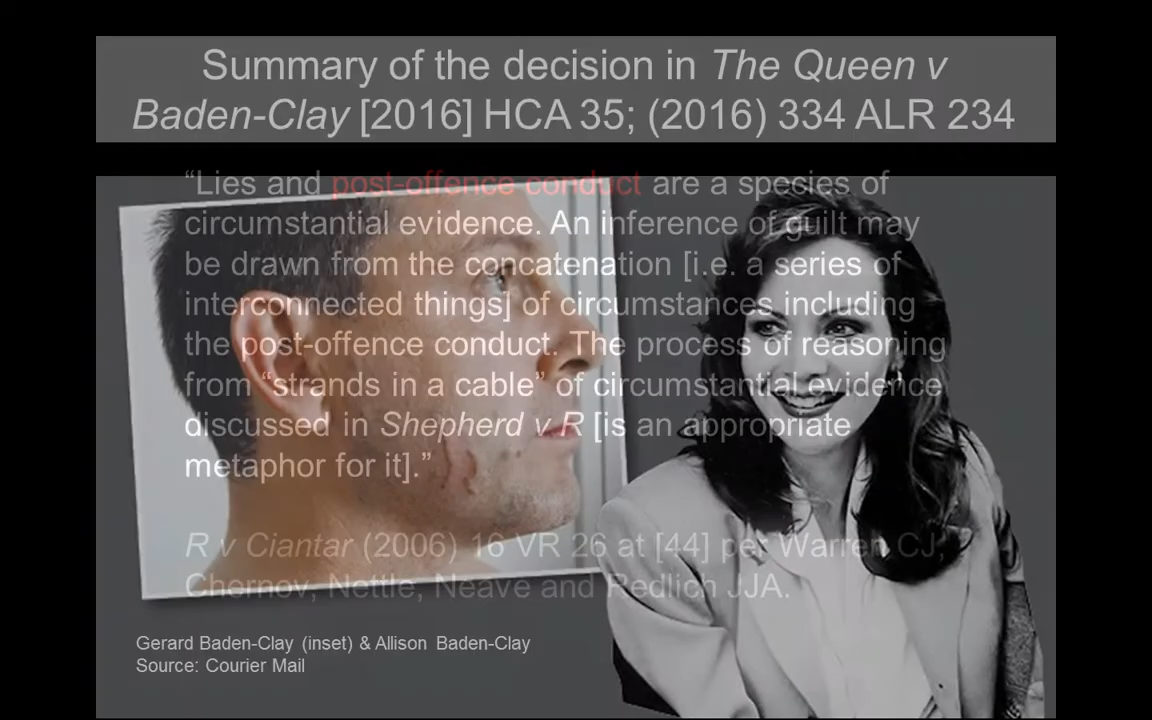 Summary of the decision in The Queen v
Baden-Clay [2016] HCA 35; (2016) 334 ALR 234
“Lies and post-offence conduct are a species of
circumstantial evidence. An inference of guilt may
be drawn from the concatenation [i.e. a series of
interconnected things] of circumstances including
the post-offence conduct. The process of reasoning
from “strands in a cable” of circumstantial evidence
discussed in Shepherd v R [is an appropriate
metaphor for it].”
R v Ciantar (2006) 16 VR 26 at [44] per Warren CJ,
Chernov, Nettle, Neave and Redlich JJA.
Gerard Baden-Clay (inset) & Allison Baden-Clay
Source: Courier Mail